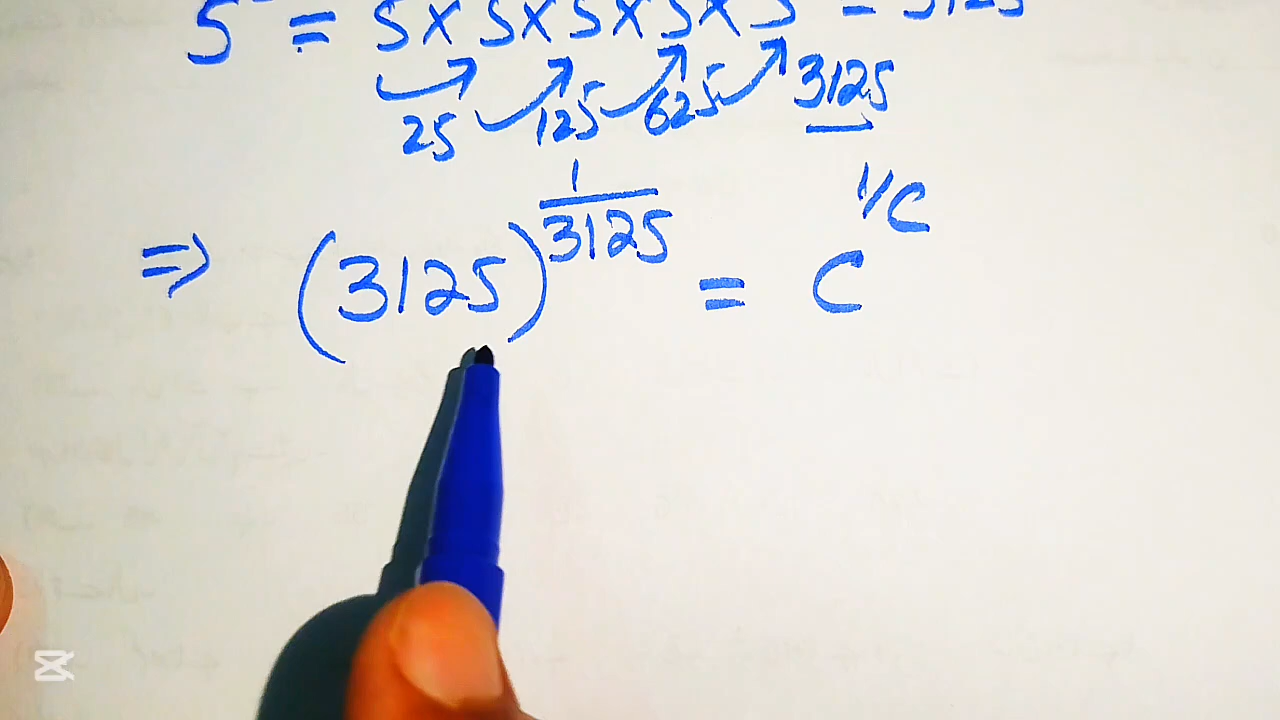 5 = 5 x 5 x 5 x 5 x 5 = 3125
25 125 625 3125
=> (3125)^(1/3125) = C^(1/C)